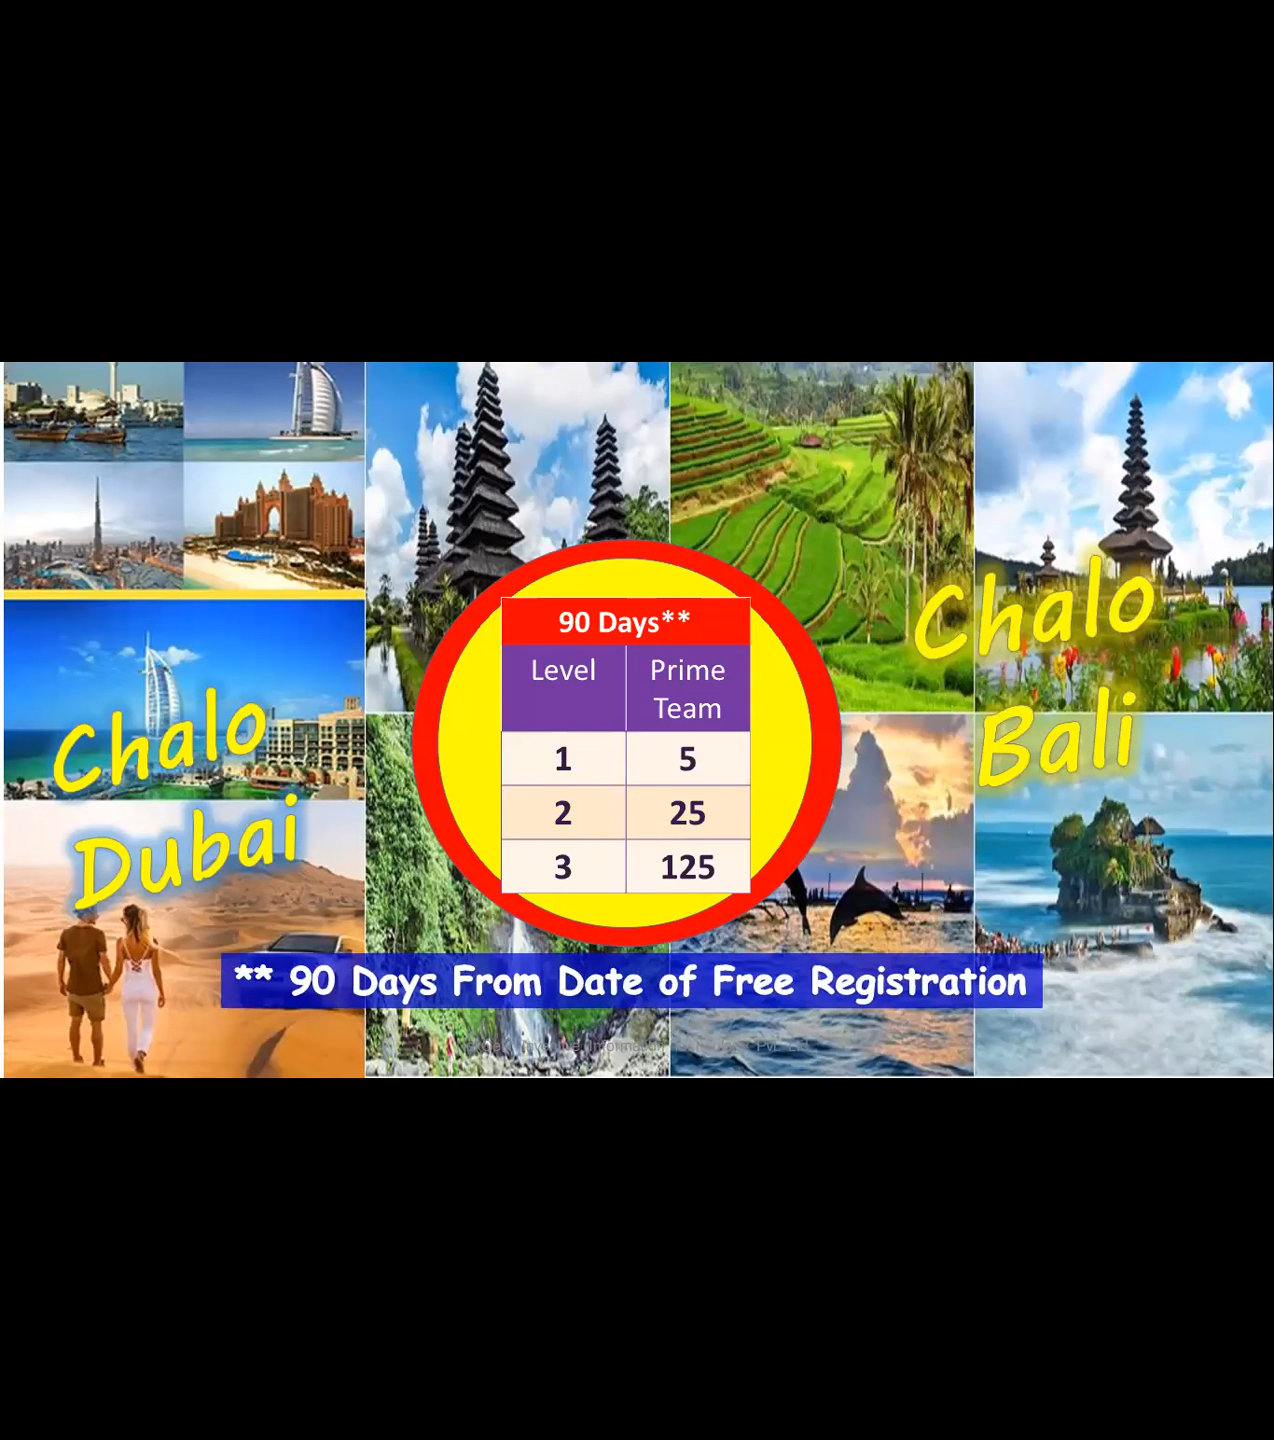 90 Days**
Level Prime Team
1 5
2 25
3 125
Chalo
Dubai
Chalo
Bali
** 90 Days From Date of Free Registration